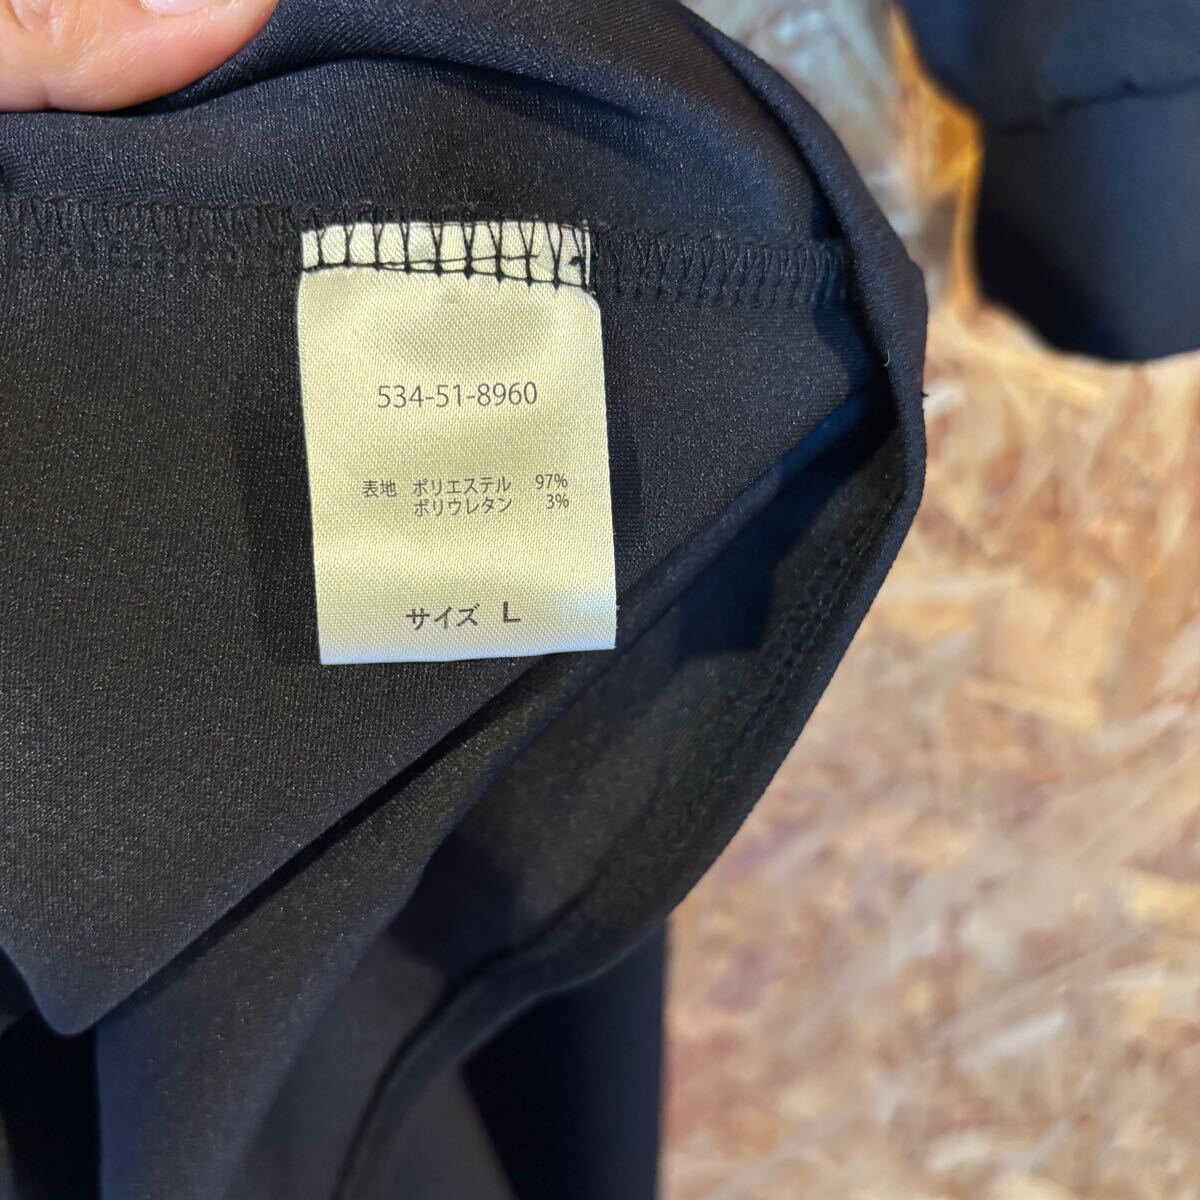 534-51-8960
表地 ポリエステル 97%
ポリウレタン 3%
サイズ L